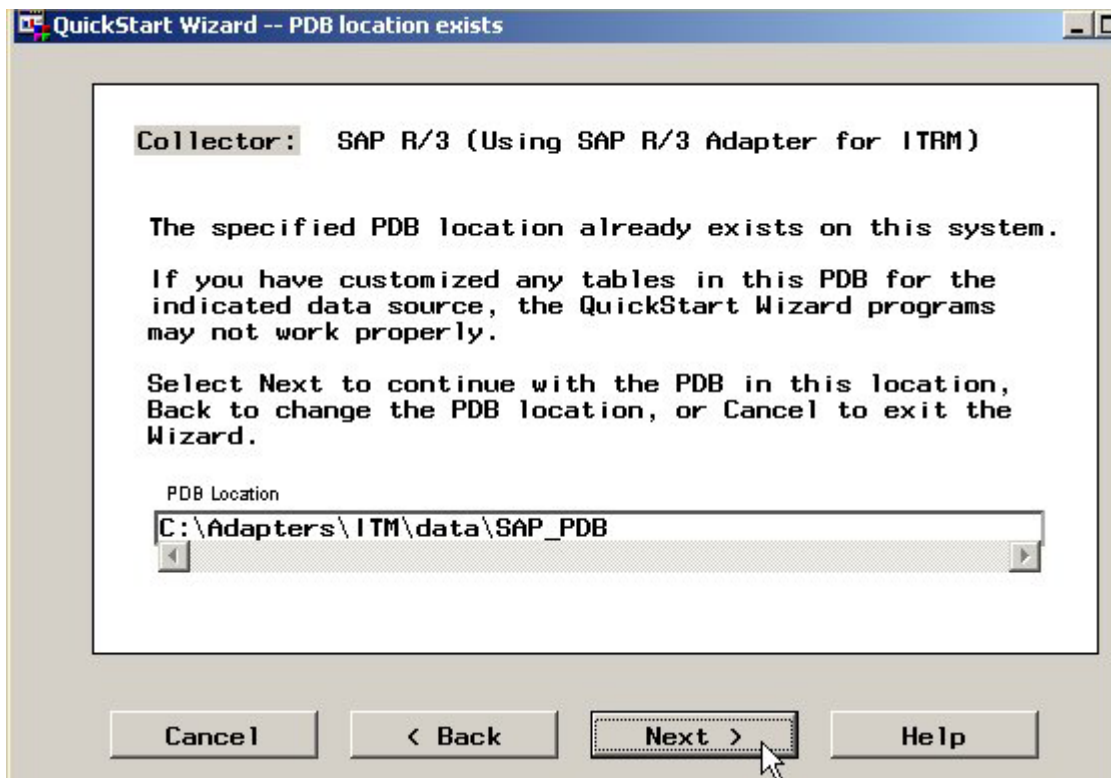 QuickStart Wizard -- PDB location exists
Collector: SAP R/3 (Using SAP R/3 Adapter for ITRM)
The specified PDB location already exists on this system.
If you have customized any tables in this PDB for the
indicated data source, the QuickStart Wizard programs
may not work properly.
Select Next to continue with the PDB in this location,
Back to change the PDB location, or Cancel to exit the
Wizard.
PDB Location
C:\Adapters\ITM\data\SAP_PDB
Cancel < Back Next > Help